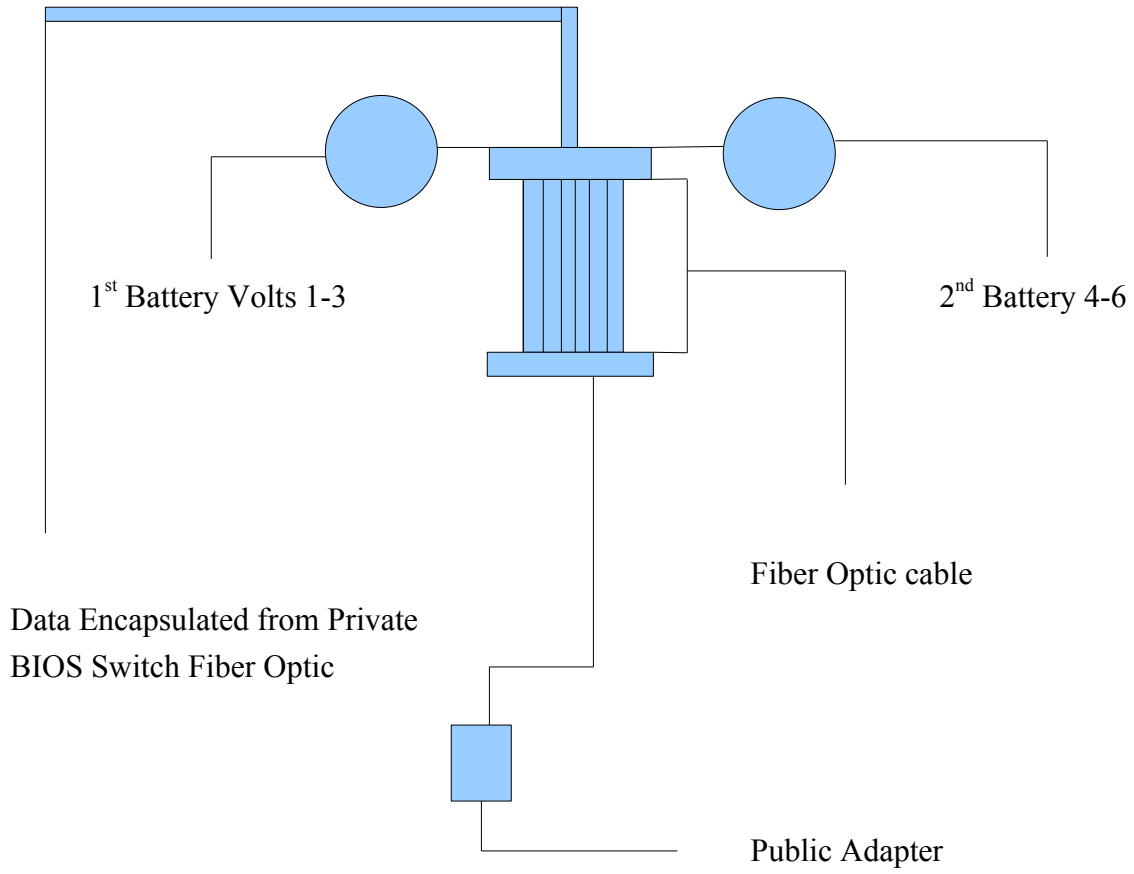 1st Battery Volts 1-3
2nd Battery 4-6
Fiber Optic cable
Data Encapsulated from Private
BIOS Switch Fiber Optic
Public Adapter